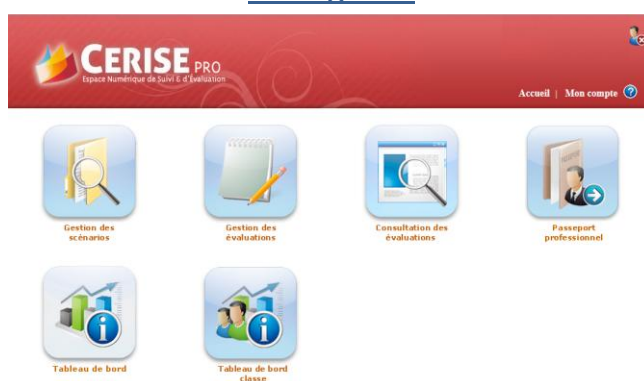 CERISE PRO
Espace Numérique de Suivi & d'Évaluation
Accueil | Mon compte
Gestion des
scénarios
Gestion des
évaluations
Consultation des
évaluations
Passeport
professionnel
Tableau de bord
Tableau de bord
classe